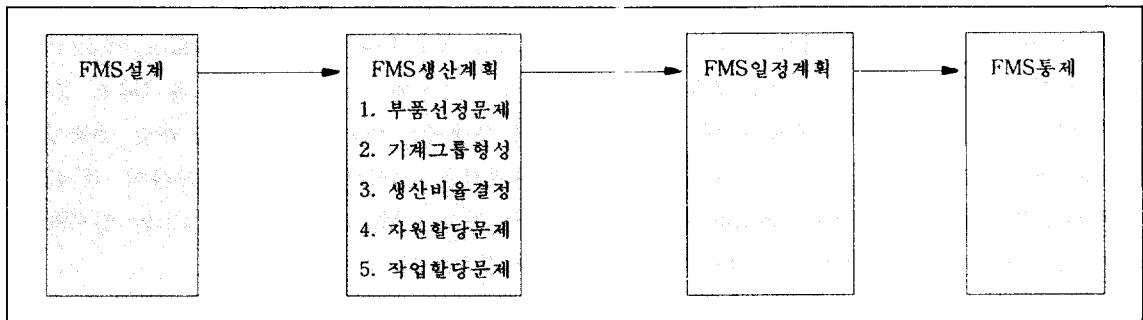 FMS설계
FMS생산계획
1. 부품선정문제
2. 기계그룹형성
3. 생산비율결정
4. 자원할당문제
5. 작업할당문제
FMS일정계획
FMS통제